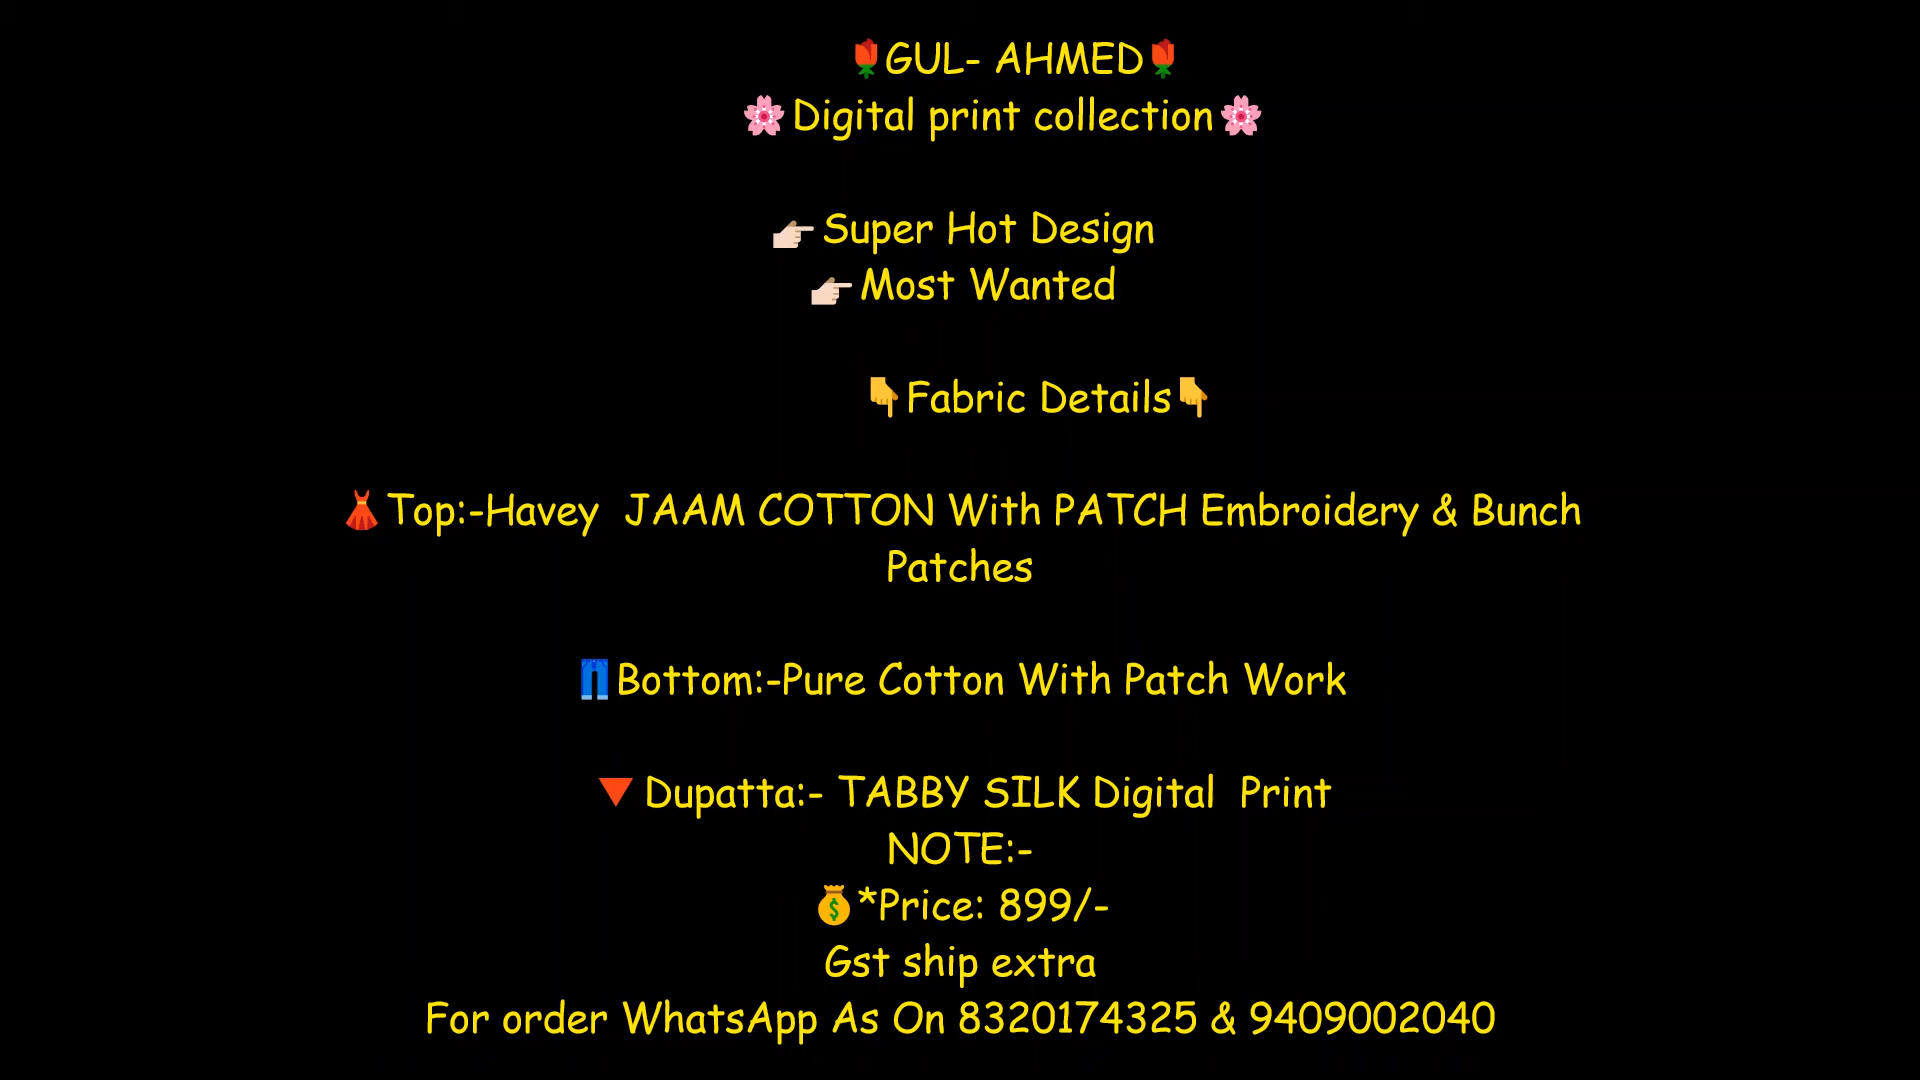 🌹GUL- AHMED🌹
🌸Digital print collection🌸
👉🏻Super Hot Design
👉🏻Most Wanted
👇Fabric Details👇
👗Top:-Havey  JAAM COTTON With PATCH Embroidery & Bunch
Patches
👖Bottom:-Pure Cotton With Patch Work
🔻Dupatta:- TABBY SILK Digital  Print
NOTE:-
💰*Price: 899/-
Gst ship extra
For order WhatsApp As On 8320174325 & 9409002040